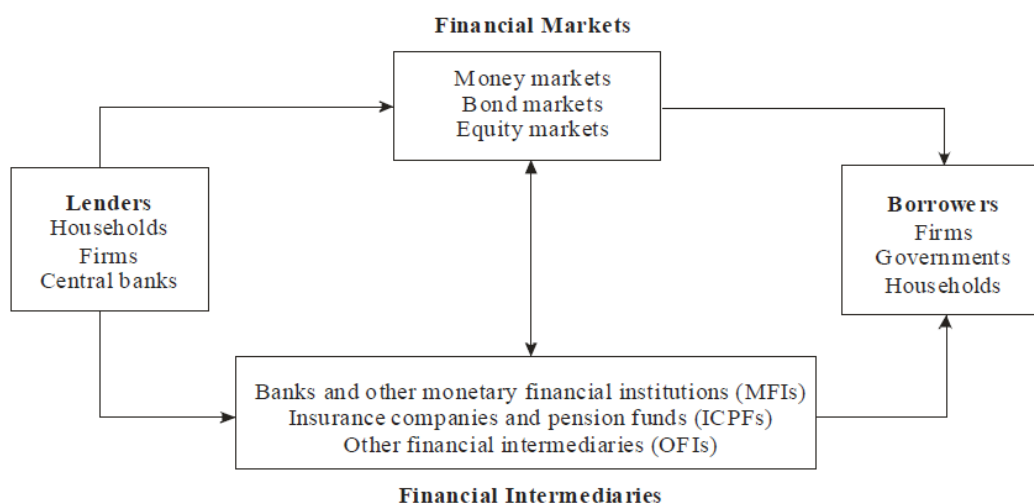 Financial Markets
Money markets
Bond markets
Equity markets
Lenders
Households
Firms
Central banks
Borrowers
Firms
Governments
Households
Banks and other monetary financial institutions (MFIs)
Insurance companies and pension funds (ICPFs)
Other financial intermediaries (OFIs)
Financial Intermediaries